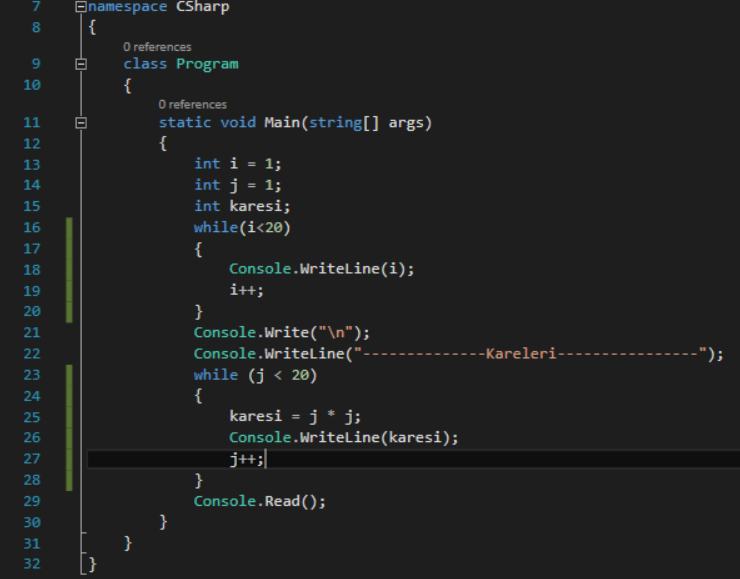 7 namespace CSharp
8 {
0 references
9 class Program
10 {
0 references
11 static void Main(string[] args)
12 {
13 int i = 1;
14 int j = 1;
15 int karesi;
16 while(i<20)
17 {
18 Console.WriteLine(i);
19 i++;
20 }
21 Console.Write("\n");
22 Console.WriteLine("--------------Kareleri----------------");
23 while (j < 20)
24 {
25 karesi = j * j;
26 Console.WriteLine(karesi);
27 j++;
28 }
29 Console.Read();
30 }
31 }
32 }